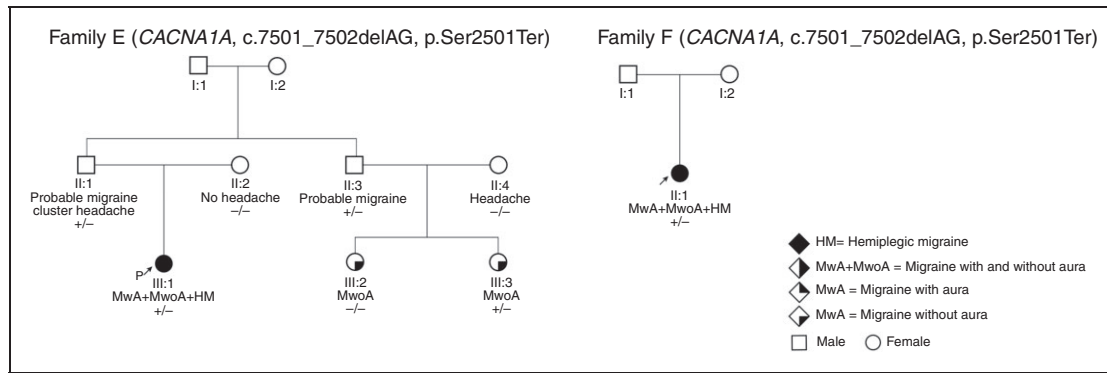 Family E (CACNA1A, c.7501_7502delAG, p.Ser2501Ter)
I:1
I:2
II:1
Probable migraine
cluster headache
+/–
II:2
No headache
–/–
II:3
Probable migraine
+/–
II:4
Headache
–/–
P
III:1
MwA+MwoA+HM
+/–
III:2
MwoA
–/–
III:3
MwoA
+/–
Family F (CACNA1A, c.7501_7502delAG, p.Ser2501Ter)
I:1
I:2
II:1
MwA+MwoA+HM
+/–
HM= Hemiplegic migraine
MwA+MwoA = Migraine with and without aura
MwA = Migraine with aura
MwA = Migraine without aura
Male
Female